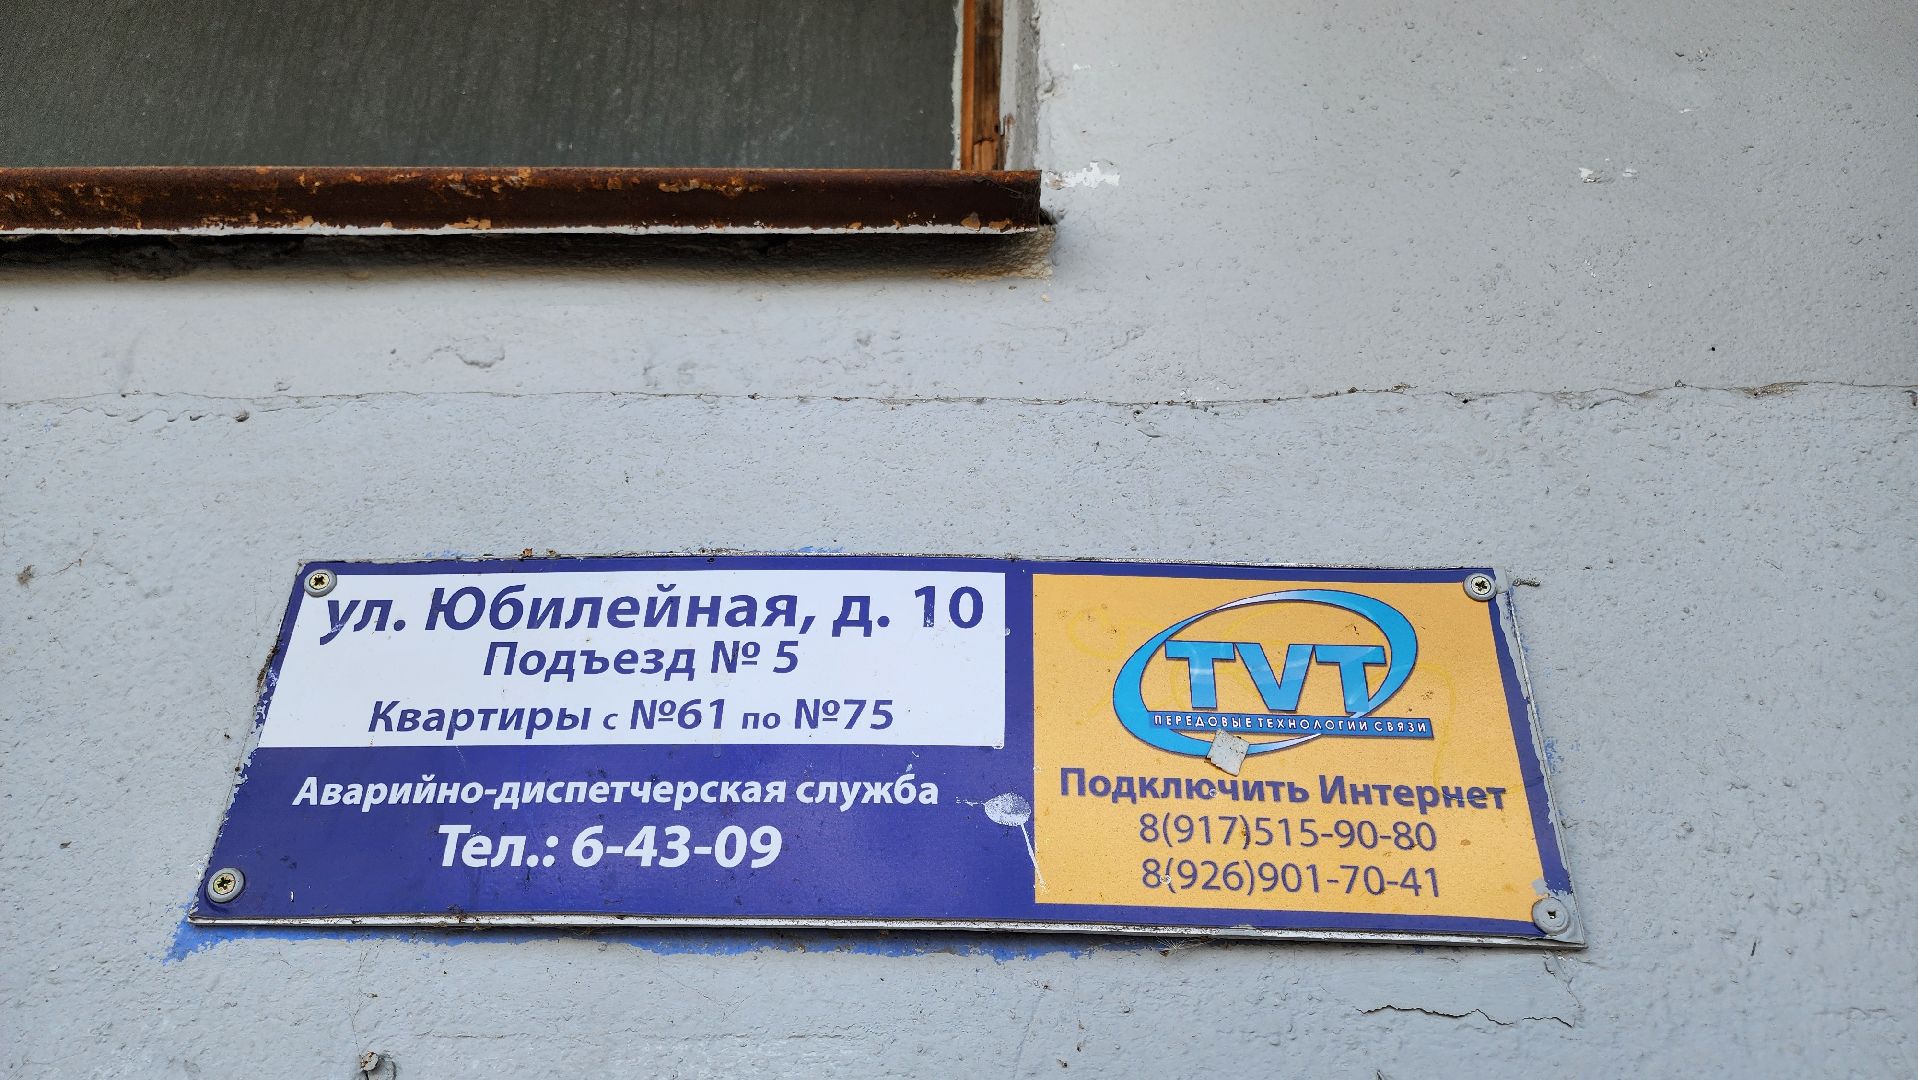 ул. Юбилейная, д. 10
Подъезд № 5
Квартиры с №61 по №75
Аварийно-диспетчерская служба
Тел.: 6-43-09
TVT
ПЕРЕДОВЫЕ ТЕХНОЛОГИИ СВЯЗИ
Подключить Интернет
8(917)515-90-80
8(926)901-70-41